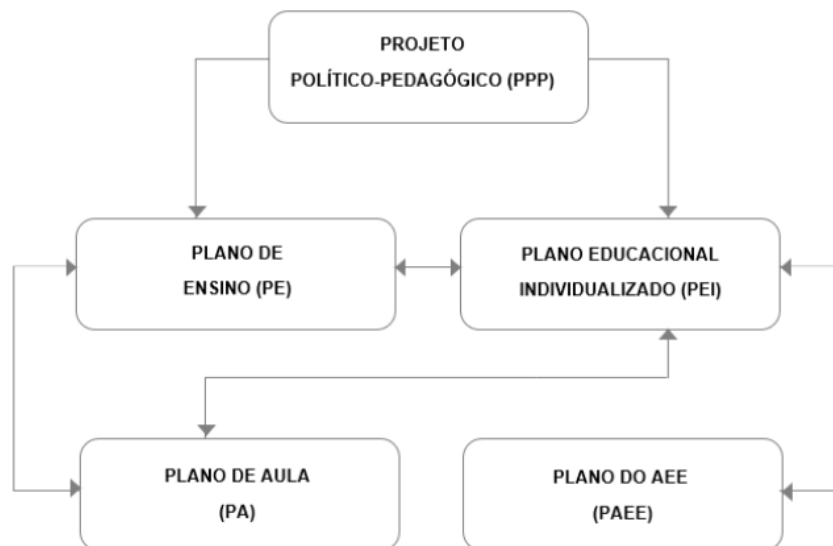 PROJETO
POLÍTICO-PEDAGÓGICO (PPP)
PLANO DE
ENSINO (PE)
PLANO EDUCACIONAL
INDIVIDUALIZADO (PEI)
PLANO DE AULA
(PA)
PLANO DO AEE
(PAEE)